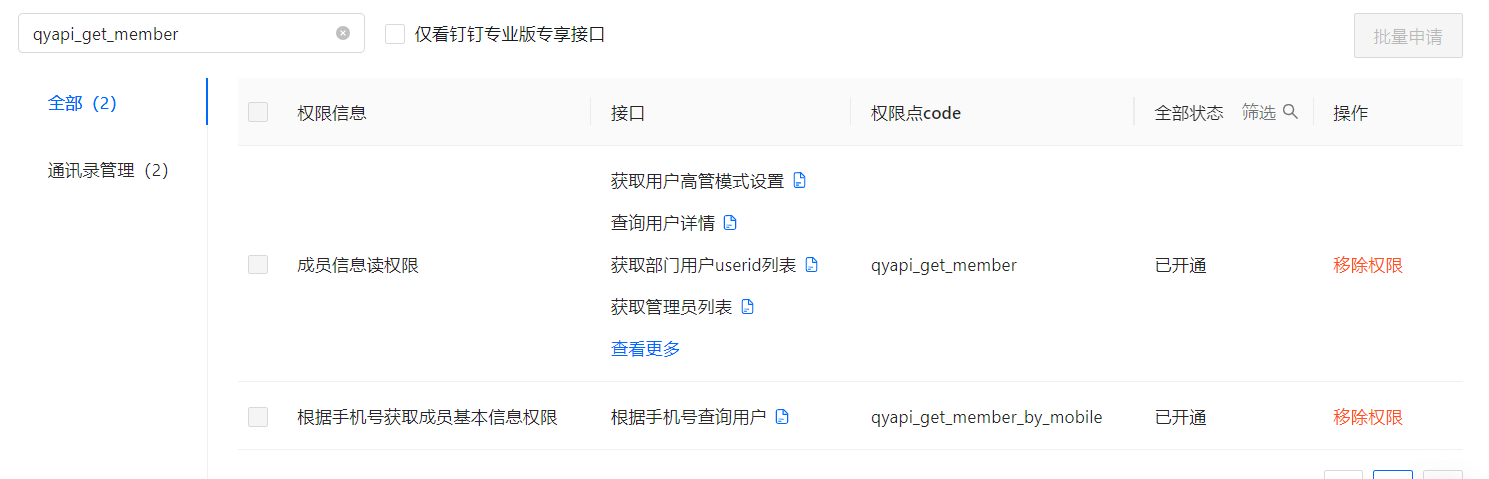 qyapi_get_member
仅看钉钉专业版专享接口
批量申请
全部（2）
通讯录管理（2）
权限信息 接口 权限点code 全部状态 筛选 操作
获取用户高管模式设置
查询用户详情
成员信息读权限 获取部门用户userid列表 qyapi_get_member 已开通 移除权限
获取管理员列表
查看更多
根据手机号获取成员基本信息权限 根据手机号查询用户 qyapi_get_member_by_mobile 已开通 移除权限